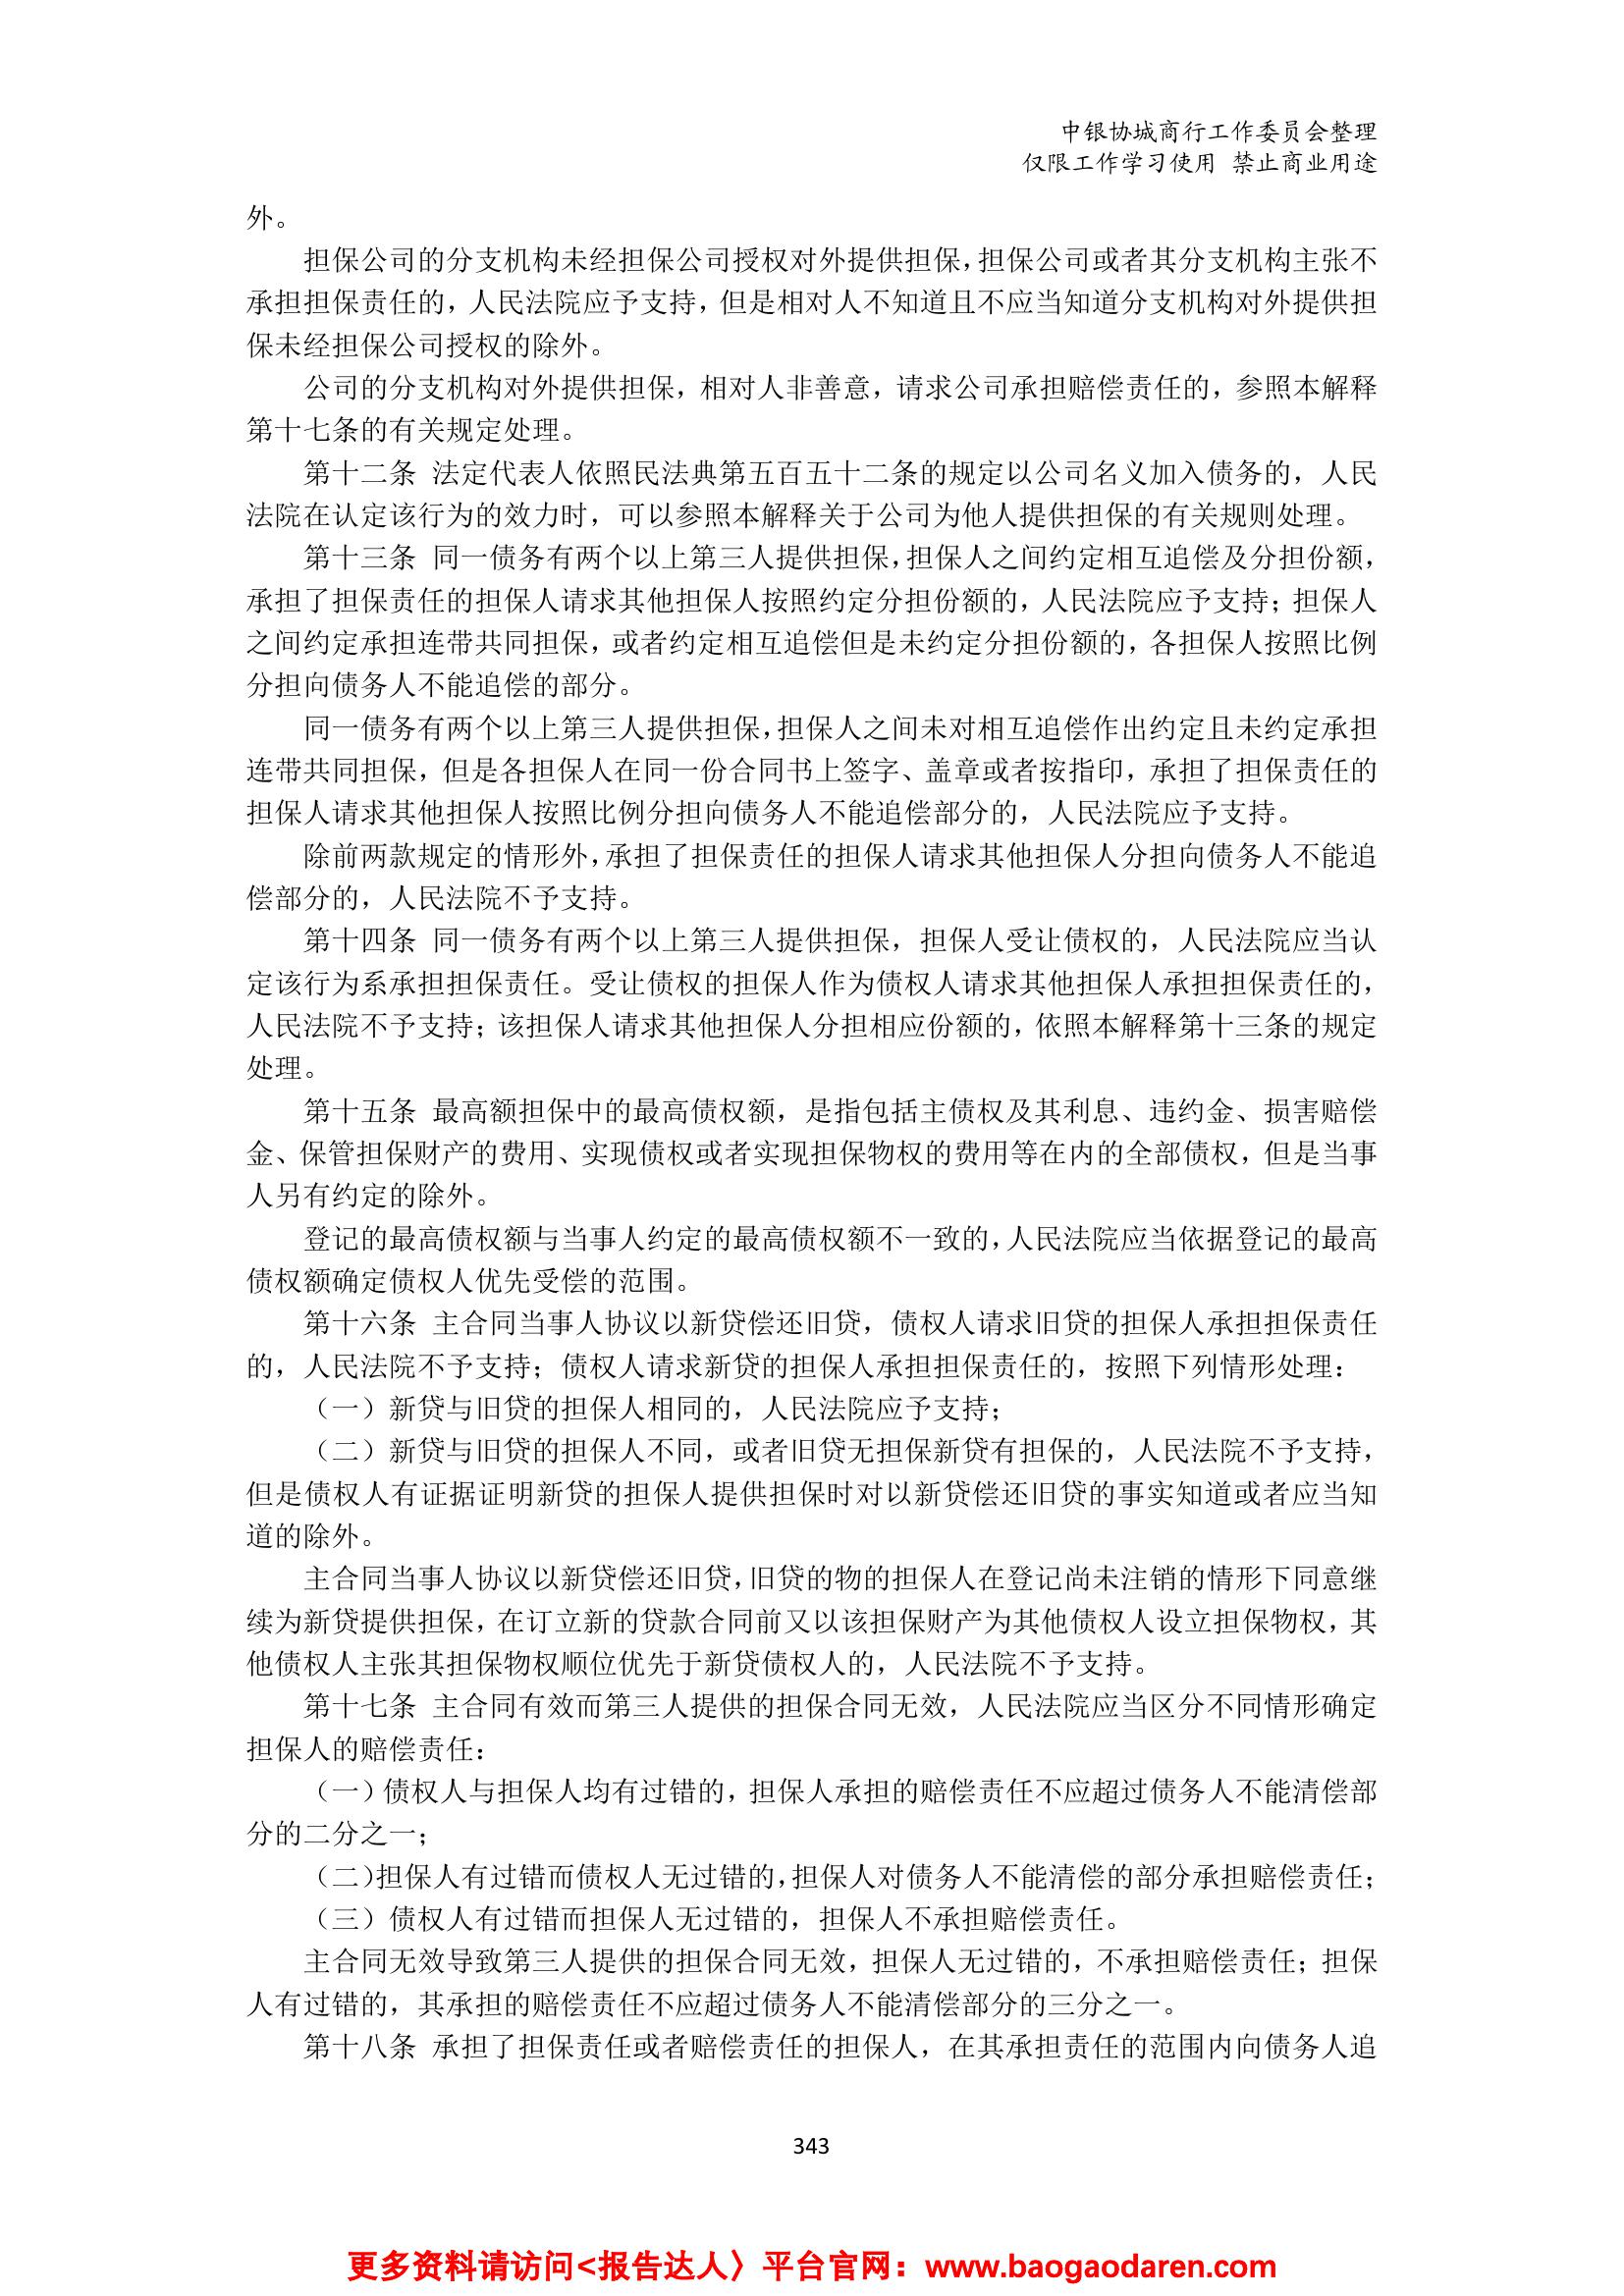 中银协城商行工作委员会整理
仅限工作学习使用 禁止商业用途
外。
担保公司的分支机构未经担保公司授权对外提供担保，担保公司或者其分支机构主张不
承担担保责任的，人民法院应予支持，但是相对人不知道且不应当知道分支机构对外提供担
保未经担保公司授权的除外。
公司的分支机构对外提供担保，相对人非善意，请求公司承担赔偿责任的，参照本解释
第十七条的有关规定处理。
第十二条 法定代表人依照民法典第五百五十二条的规定以公司名义加入债务的，人民
法院在认定该行为的效力时，可以参照本解释关于公司为他人提供担保的有关规则处理。
第十三条 同一债务有两个以上第三人提供担保，担保人之间约定相互追偿及分担份额，
承担了担保责任的担保人请求其他担保人按照约定分担份额的，人民法院应予支持；担保人
之间约定承担连带共同担保，或者约定相互追偿但是未约定分担份额的，各担保人按照比例
分担向债务人不能追偿的部分。
同一债务有两个以上第三人提供担保，担保人之间未对相互追偿作出约定且未约定承担
连带共同担保，但是各担保人在同一份合同书上签字、盖章或者按指印，承担了担保责任的
担保人请求其他担保人按照比例分担向债务人不能追偿部分的，人民法院应予支持。
除前两款规定的情形外，承担了担保责任的担保人请求其他担保人分担向债务人不能追
偿部分的，人民法院不予支持。
第十四条 同一债务有两个以上第三人提供担保，担保人受让债权的，人民法院应当认
定该行为系承担担保责任。受让债权的担保人作为债权人请求其他担保人承担担保责任的，
人民法院不予支持；该担保人请求其他担保人分担相应份额的，依照本解释第十三条的规定
处理。
第十五条 最高额担保中的最高债权额，是指包括主债权及其利息、违约金、损害赔偿
金、保管担保财产的费用、实现债权或者实现担保物权的费用等在内的全部债权，但是当事
人另有约定的除外。
登记的最高债权额与当事人约定的最高债权额不一致的，人民法院应当依据登记的最高
债权额确定债权人优先受偿的范围。
第十六条 主合同当事人协议以新贷偿还旧贷，债权人请求旧贷的担保人承担担保责任
的，人民法院不予支持；债权人请求新贷的担保人承担担保责任的，按照下列情形处理：
（一）新贷与旧贷的担保人相同的，人民法院应予支持；
（二）新贷与旧贷的担保人不同，或者旧贷无担保新贷有担保的，人民法院不予支持，
但是债权人有证据证明新贷的担保人提供担保时对以新贷偿还旧贷的事实知道或者应当知
道的除外。
主合同当事人协议以新贷偿还旧贷，旧贷的物的担保人在登记尚未注销的情形下同意继
续为新贷提供担保，在订立新的贷款合同前又以该担保财产为其他债权人设立担保物权，其
他债权人主张其担保物权顺位优先于新贷债权人的，人民法院不予支持。
第十七条 主合同有效而第三人提供的担保合同无效，人民法院应当区分不同情形确定
担保人的赔偿责任：
（一）债权人与担保人均有过错的，担保人承担的赔偿责任不应超过债务人不能清偿部
分的二分之一；
（二）担保人有过错而债权人无过错的，担保人对债务人不能清偿的部分承担赔偿责任；
（三）债权人有过错而担保人无过错的，担保人不承担赔偿责任。
主合同无效导致第三人提供的担保合同无效，担保人无过错的，不承担赔偿责任；担保
人有过错的，其承担的赔偿责任不应超过债务人不能清偿部分的三分之一。
第十八条 承担了担保责任或者赔偿责任的担保人，在其承担责任的范围内向债务人追
343
更多资料请访问<报告达人〉平台官网：www.baogaodaren.com